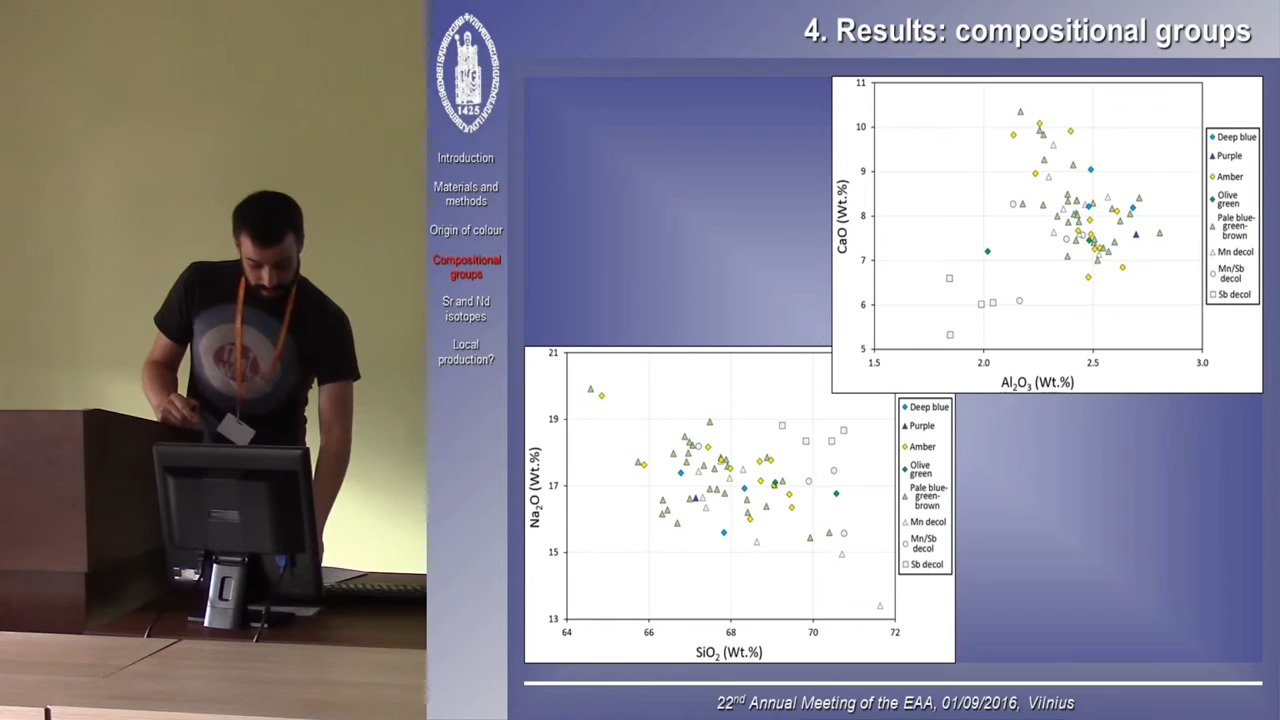 4. Results: compositional groups
1425
Introduction
Materials and
methods
Origin of colour
Compositional
groups
Sr and Nd
isotopes
Local
production?
11
10
9
8
7
6
5
CaO (Wt.%)
1.5
2.0
2.5
3.0
Al₂O₃ (Wt.%)
Deep blue
Purple
Amber
Olive
green
Pale blue-
green-
brown
Mn decol
Mn/Sb
decol
Sb decol
21
19
17
15
13
Na₂O (Wt.%)
64
66
68
70
72
SiO₂ (Wt.%)
Deep blue
Purple
Amber
Olive
green
Pale blue-
green-
brown
Mn decol
Mn/Sb
decol
Sb decol
22nd Annual Meeting of the EAA, 01/09/2016, Vilnius